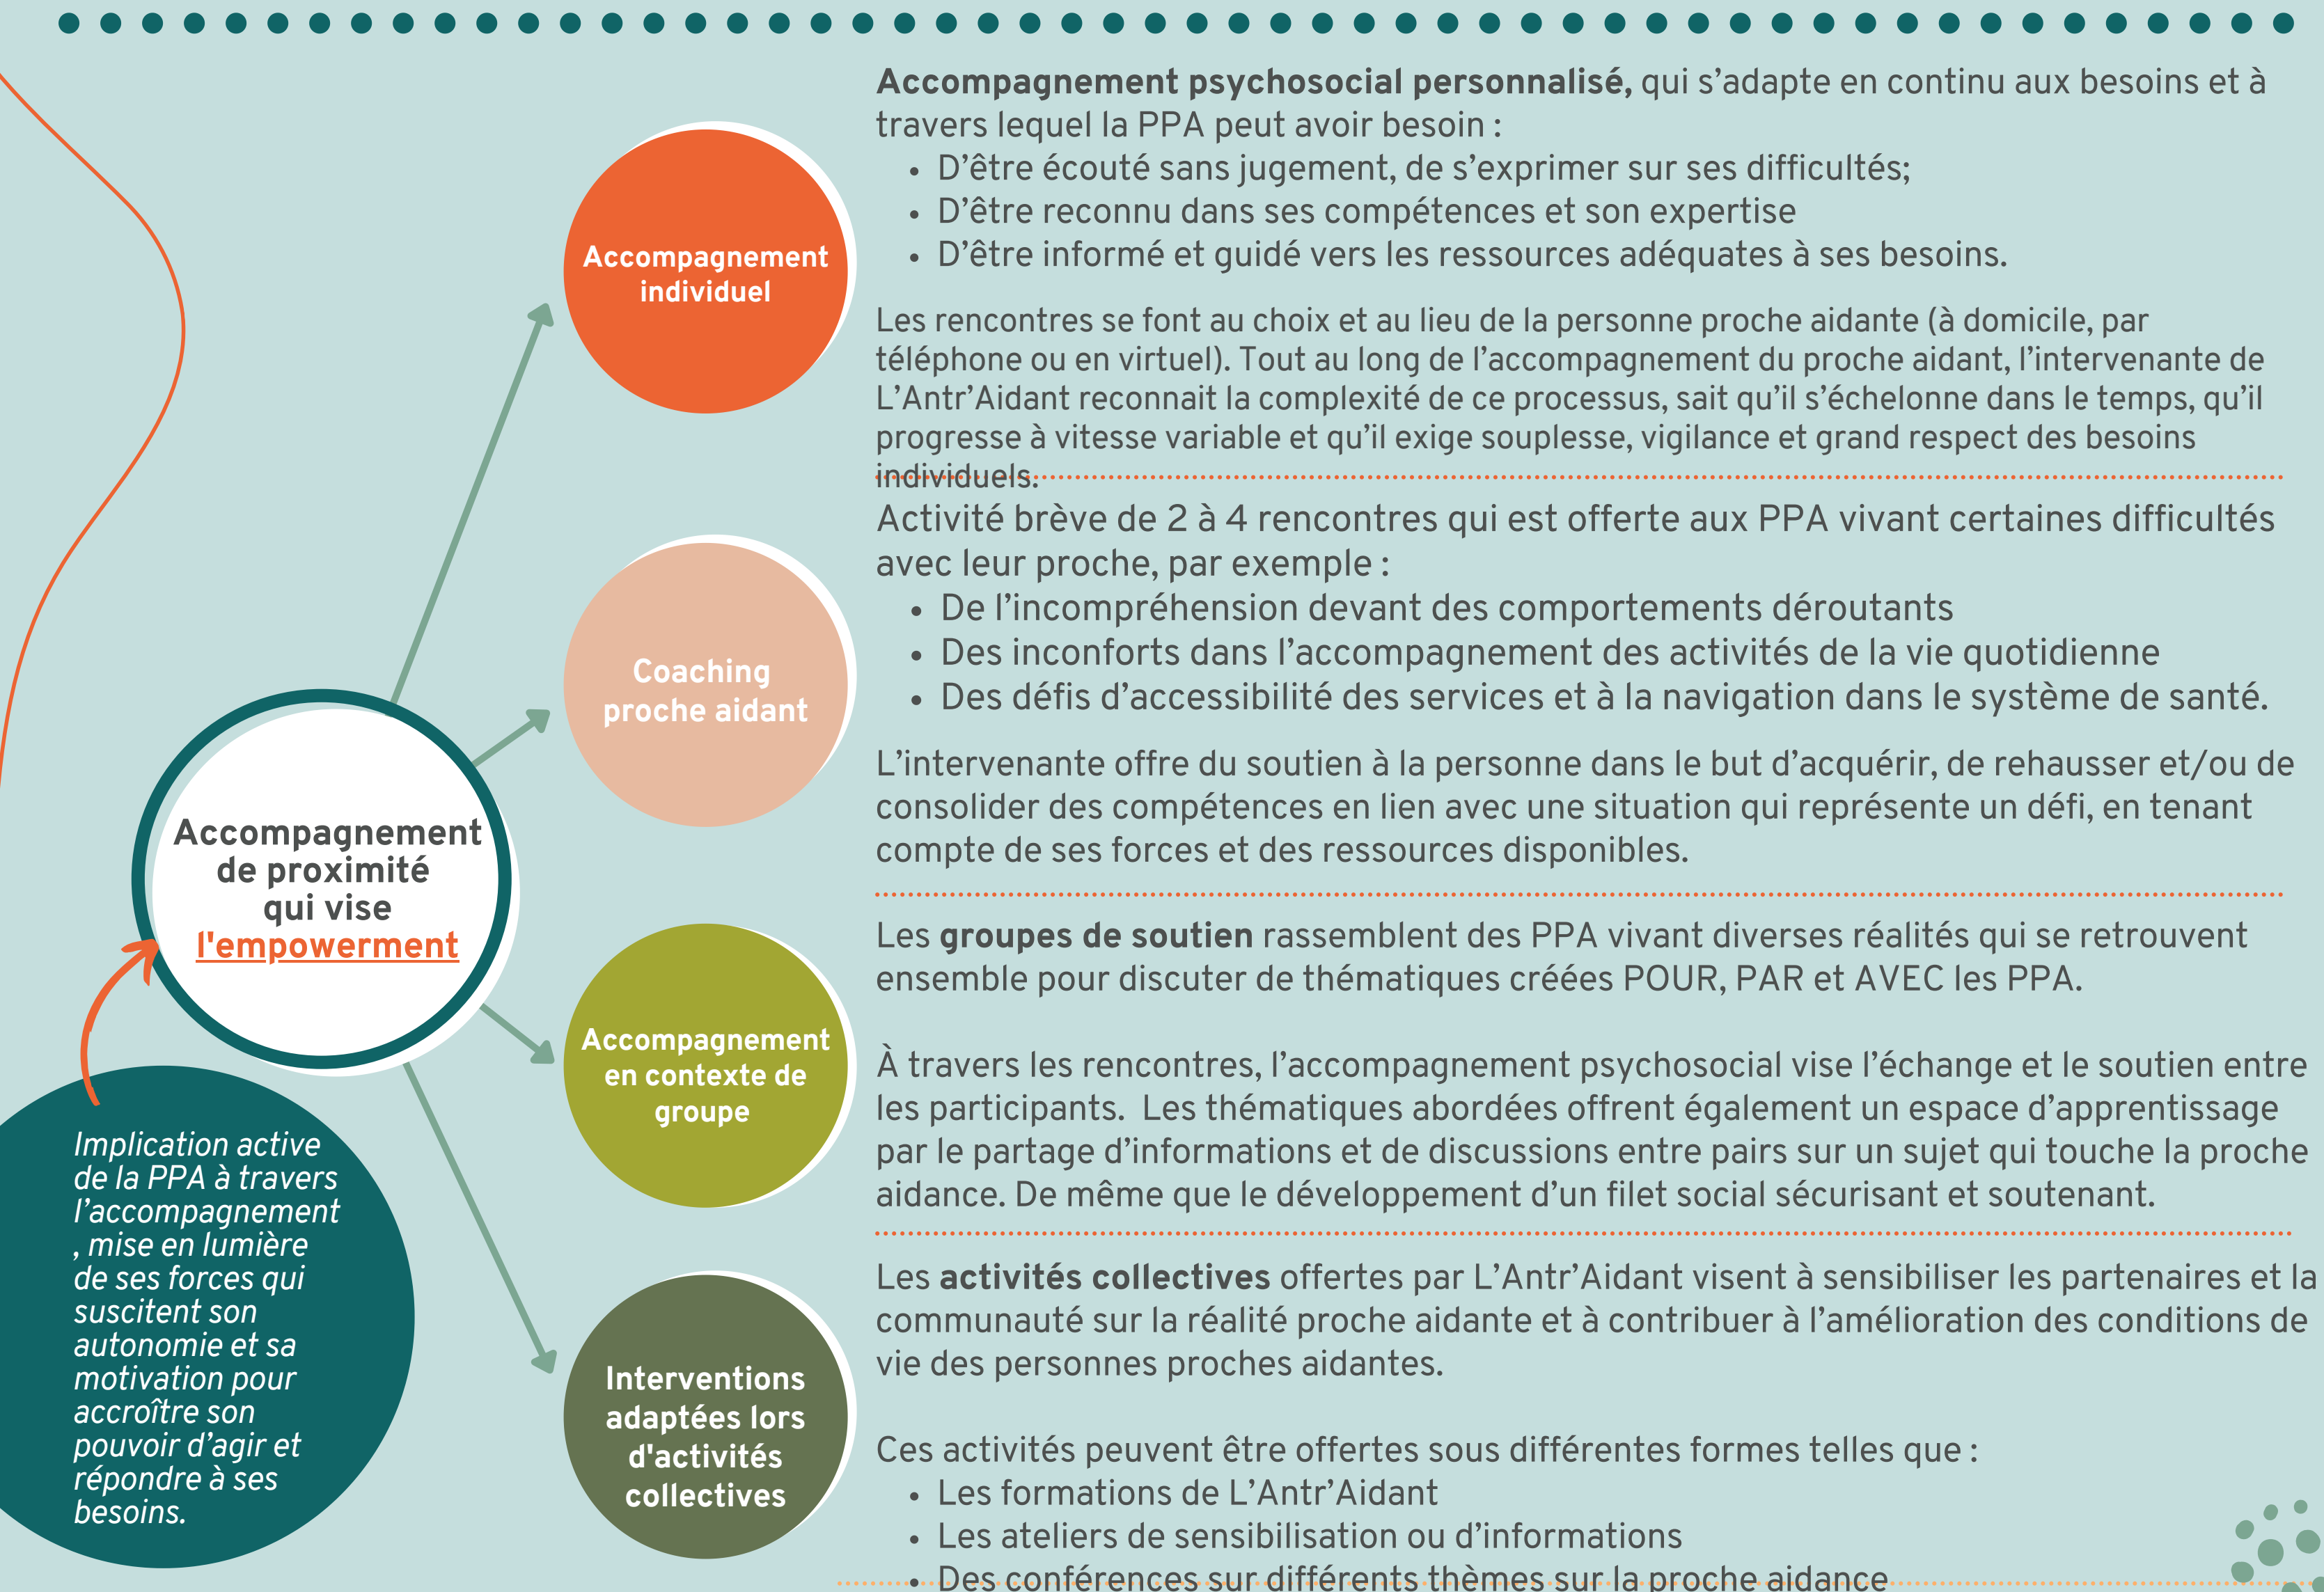 Accompagnement psychosocial personnalisé, qui s’adapte en continu aux besoins et à
travers lequel la PPA peut avoir besoin :
• D’être écouté sans jugement, de s’exprimer sur ses difficultés;
• D’être reconnu dans ses compétences et son expertise
• D’être informé et guidé vers les ressources adéquates à ses besoins.
Accompagnement
individuel
Les rencontres se font au choix et au lieu de la personne proche aidante (à domicile, par
téléphone ou en virtuel). Tout au long de l’accompagnement du proche aidant, l’intervenante de
L’Antr’Aidant reconnait la complexité de ce processus, sait qu’il s’échelonne dans le temps, qu’il
progresse à vitesse variable et qu’il exige souplesse, vigilance et grand respect des besoins
individuels.
Activité brève de 2 à 4 rencontres qui est offerte aux PPA vivant certaines difficultés
avec leur proche, par exemple :
• De l’incompréhension devant des comportements déroutants
• Des inconforts dans l’accompagnement des activités de la vie quotidienne
• Des défis d’accessibilité des services et à la navigation dans le système de santé.
Coaching
proche aidant
L’intervenante offre du soutien à la personne dans le but d’acquérir, de rehausser et/ou de
consolider des compétences en lien avec une situation qui représente un défi, en tenant
compte de ses forces et des ressources disponibles.
Accompagnement
de proximité
qui vise
l'empowerment
Les groupes de soutien rassemblent des PPA vivant diverses réalités qui se retrouvent
ensemble pour discuter de thématiques créées POUR, PAR et AVEC les PPA.
Accompagnement
en contexte de
groupe
À travers les rencontres, l’accompagnement psychosocial vise l’échange et le soutien entre
les participants.  Les thématiques abordées offrent également un espace d’apprentissage
par le partage d’informations et de discussions entre pairs sur un sujet qui touche la proche
aidance. De même que le développement d’un filet social sécurisant et soutenant.
Implication active
de la PPA à travers
l’accompagnement
, mise en lumière
de ses forces qui
suscitent son
autonomie et sa
motivation pour
accroître son
pouvoir d’agir et
répondre à ses
besoins.
Interventions
adaptées lors
d'activités
collectives
Les activités collectives offertes par L’Antr’Aidant visent à sensibiliser les partenaires et la
communauté sur la réalité proche aidante et à contribuer à l’amélioration des conditions de
vie des personnes proches aidantes.
Ces activités peuvent être offertes sous différentes formes telles que :
• Les formations de L’Antr’Aidant
• Les ateliers de sensibilisation ou d’informations
• Des conférences sur différents thèmes sur la proche aidance